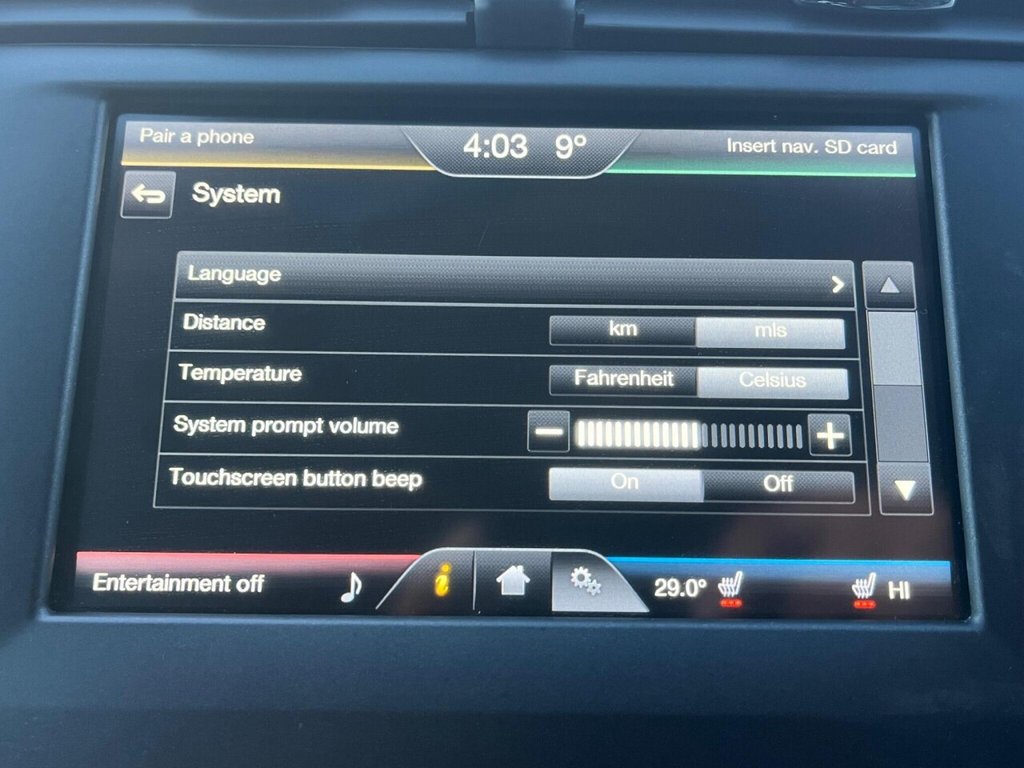 Pair a phone
4:03 9°
Insert nav. SD card
System
Language
Distance km mls
Temperature Fahrenheit Celsius
System prompt volume
Touchscreen button beep On Off
Entertainment off i 29.0° HI